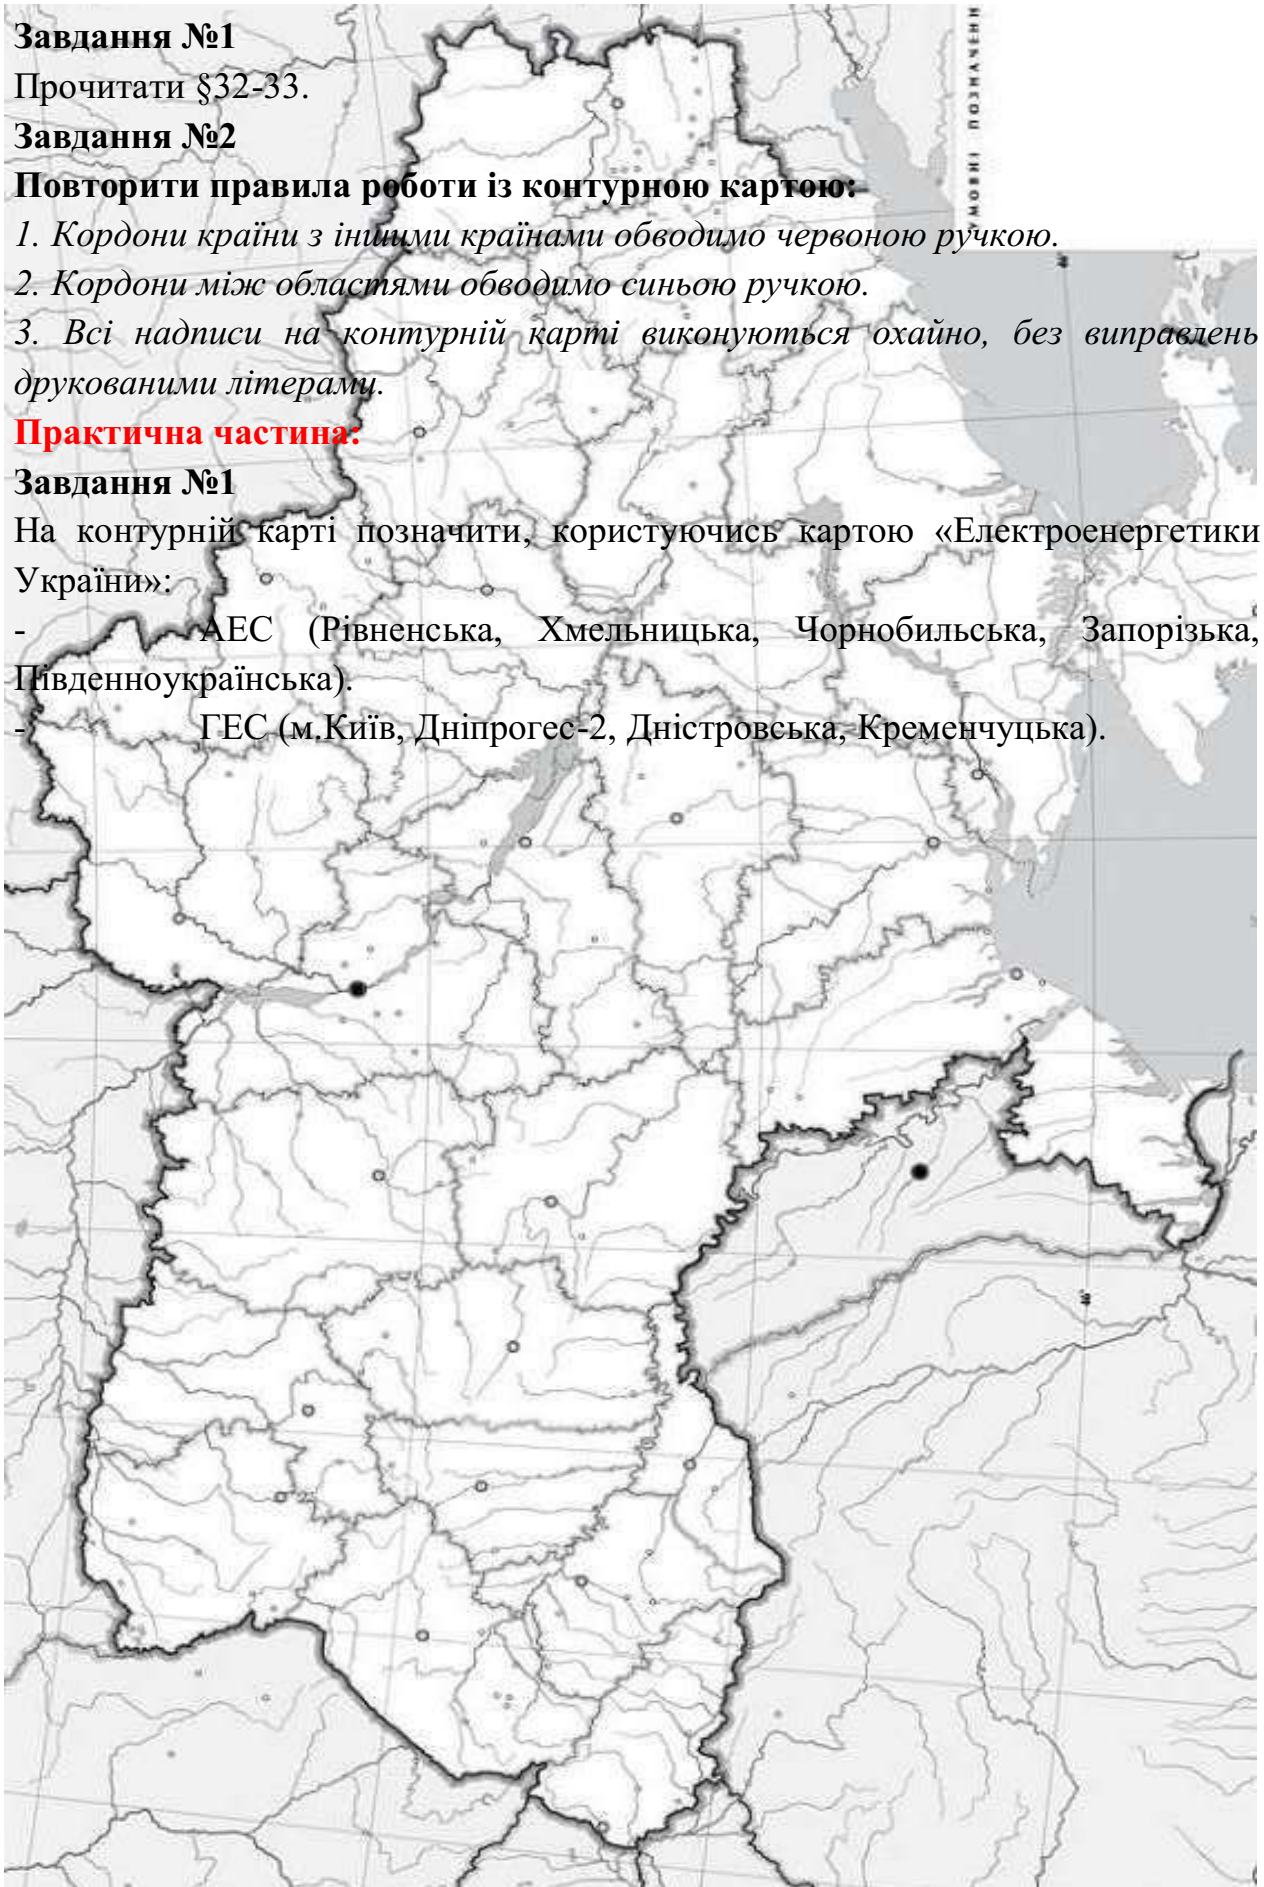 Завдання №1
Прочитати §32-33.
Завдання №2
Повторити правила роботи із контурною картою:
1. Кордони країни з іншими країнами обводимо червоною ручкою.
2. Кордони між областями обводимо синьою ручкою.
3. Всі надписи на контурній карті виконуються охайно, без виправлень
друкованими літерами.
Практична частина:
Завдання №1
На контурній карті позначити, користуючись картою «Електроенергетики
України»:
- АЕС (Рівненська, Хмельницька, Чорнобильська, Запорізька,
Південноукраїнська).
- ГЕС (м.Київ, Дніпрогес-2, Дністровська, Кременчуцька).
УМОВНІ ПОЗНАЧЕННЯ